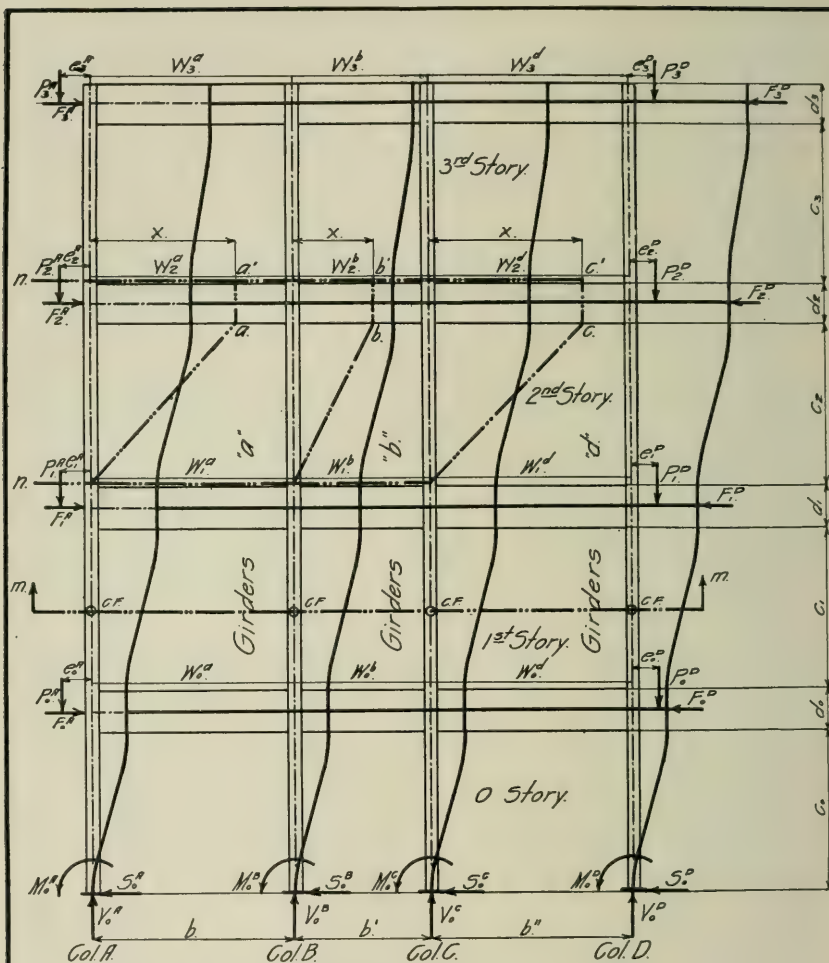 e₃ᴬ W₃ᵃ. W₃ᵇ W₃ᵈ e₃ᴰ
P₃ᴬ P₃ᴰ
F₃ᴬ F₃ᴰ d₃
3rd Story.
c₃
x. x. x.
P₂ᴬ e₂ᴬ W₂ᵃ a' W₂ᵇ b' W₂ᵈ c' e₂ᴰ P₂ᴰ
n.
F₂ᴬ F₂ᴰ d₂
a. b. c.
2nd Story.
c₂
"a" "b." "d."
P₁ᴬ e₁ᴬ W₁ᵃ W₁ᵇ W₁ᵈ e₁ᴰ P₁ᴰ
n.
F₁ᴬ F₁ᴰ d₁
m. m.
C.F. C.F. C.F. C.F.
c₁
Girders Girders Girders
1st Story.
e₀ᴬ W₀ᵃ W₀ᵇ W₀ᵈ e₀ᴰ
P₀ᴬ P₀ᴰ
F₀ᴬ F₀ᴰ d₀
O Story.
c₀
M₀ᴬ S₀ᴬ M₀ᴮ S₀ᴮ M₀ᶜ S₀ᶜ M₀ᴰ S₀ᴰ
V₀ᴬ V₀ᴮ V₀ᶜ V₀ᴰ
b. b'. b".
Col.A. Col.B. Col.C. Col.D.